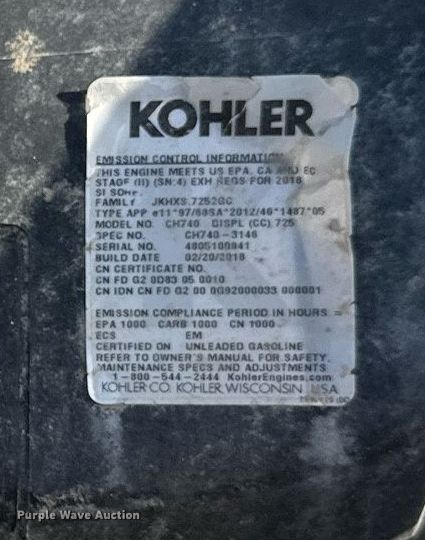 KOHLER
EMISSION CONTROL INFORMATION
THIS ENGINE MEETS US EPA, CA AND EC
STAGE (II) (SN:4) EXH REGS FOR 2018
SI SORE.
FAMILY JKHXS.7252GC
TYPE APP e11*97/68SA*2012/46*1487*05
MODEL NO. CH740 DISPL (CC) 725
SPEC NO. CH740-3146
SERIAL NO. 4805100841
BUILD DATE 02/20/2018
CN CERTIFICATE NO.
CN FD G2 0D83 05 0010
CN IDN CN FD G2 00 0G92000033 000001
EMISSION COMPLIANCE PERIOD IN HOURS =
EPA 1000 CARB 1000 CN 1000
ECS EM
CERTIFIED ON UNLEADED GASOLINE
REFER TO OWNER'S MANUAL FOR SAFETY,
MAINTENANCE SPECS AND ADJUSTMENTS
1-800-544-2444 KohlerEngines.com
KOHLER CO. KOHLER, WISCONSIN USA
Purple Wave Auction